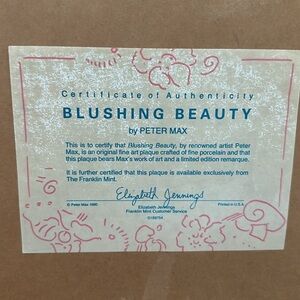 Certificate of Authenticity
BLUSHING BEAUTY
by PETER MAX
This is to certify that Blushing Beauty, by renowned artist Peter
Max, is an original fine art plaque crafted of fine porcelain and that
this plaque bears Max's work of art and a limited edition remarque.
It is further certified that this plaque is available exclusively from
The Franklin Mint.
Elizabeth Jennings
© Peter Max 1990
Elizabeth Jennings
Printed in U.S.A.
Franklin Mint Customer Service